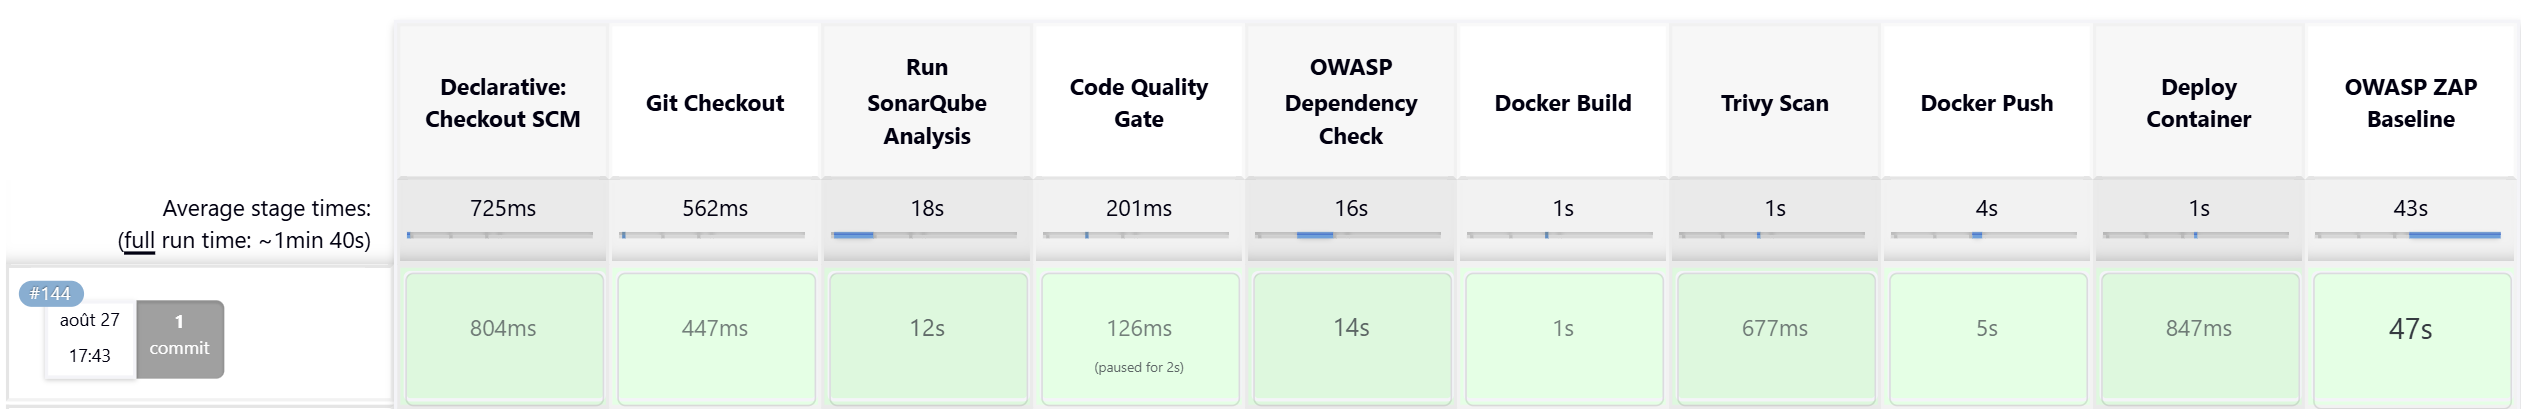 Declarative:
Checkout SCM
Git Checkout
Run
SonarQube
Analysis
Code Quality
Gate
OWASP
Dependency
Check
Docker Build
Trivy Scan
Docker Push
Deploy
Container
OWASP ZAP
Baseline
Average stage times:
(full run time: ~1min 40s)
725ms
562ms
18s
201ms
16s
1s
1s
4s
1s
43s
#144
août 27
17:43
1
commit
804ms
447ms
12s
126ms
(paused for 2s)
14s
1s
677ms
5s
847ms
47s